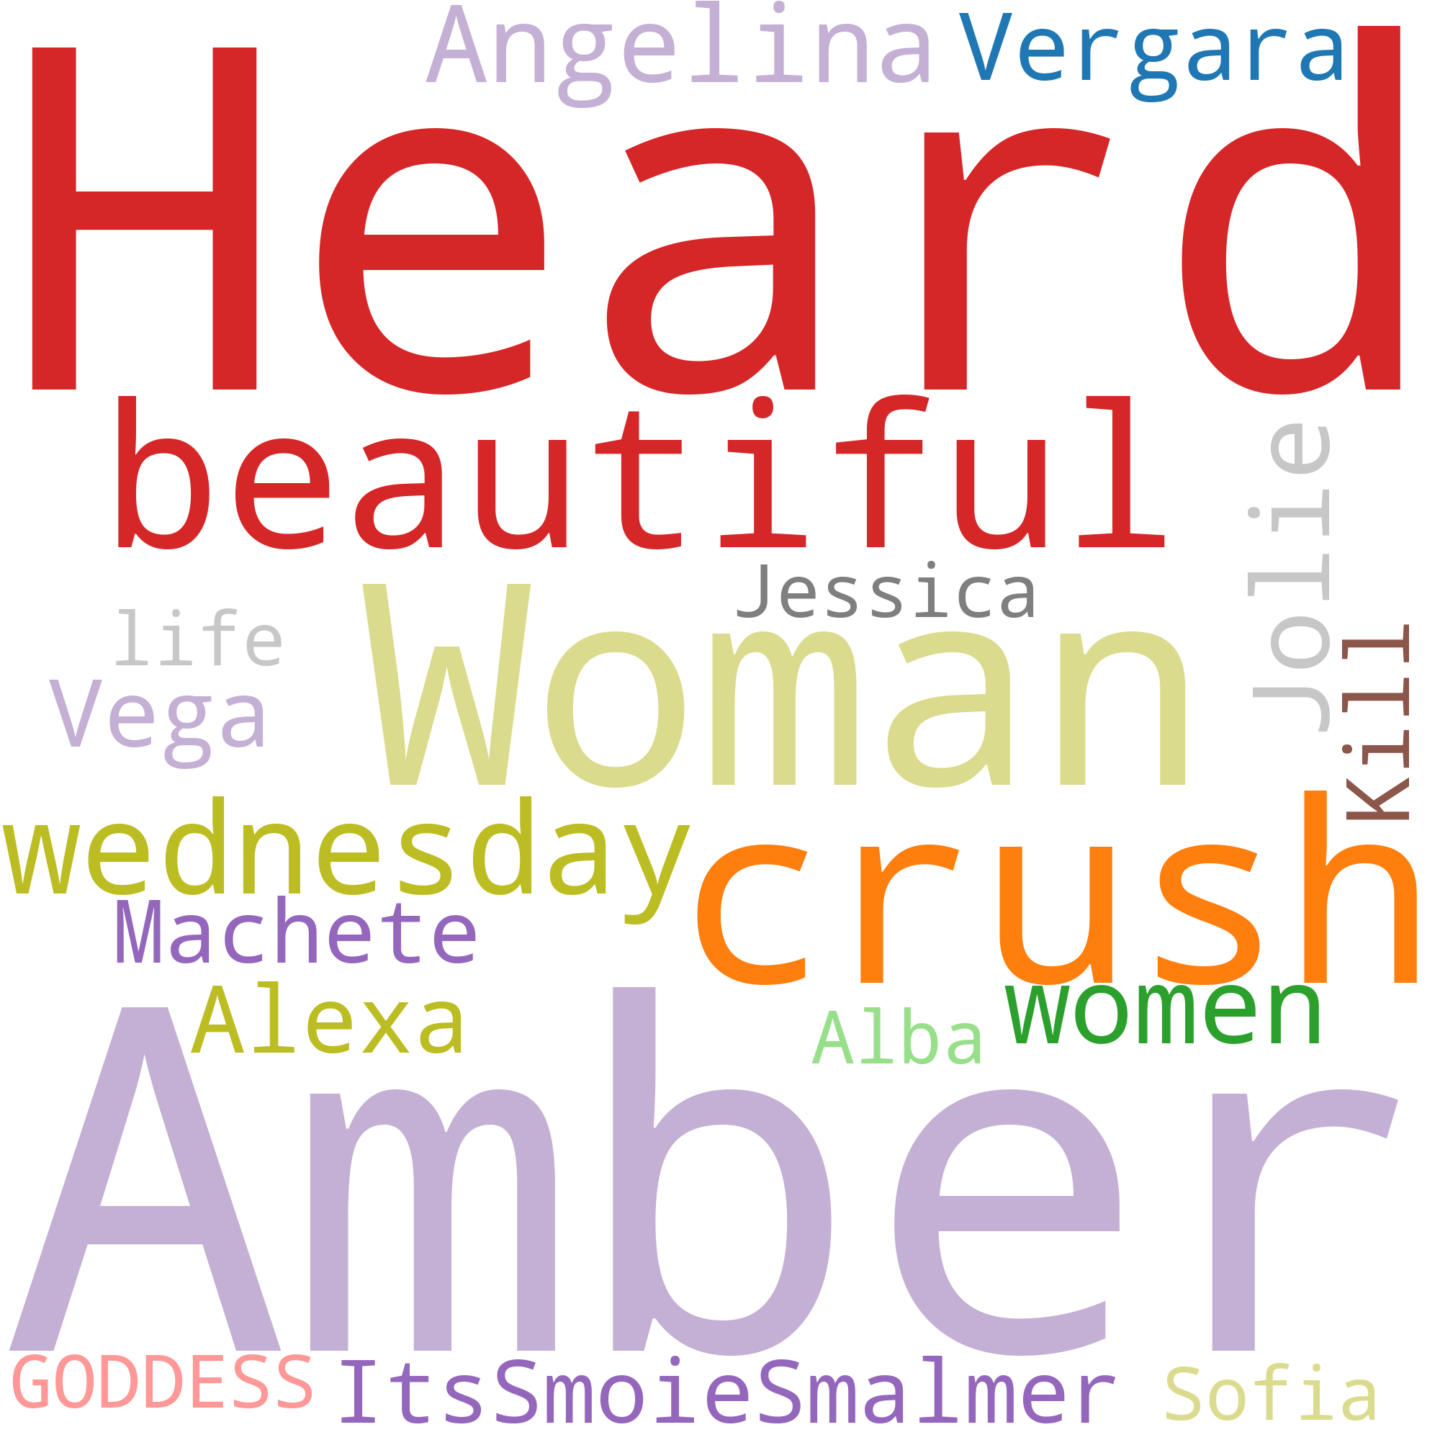 Angelina Vergara
Heard
beautiful
Jolie
Jessica
life
Woman
Kill
Vega
wednesday
crush
Machete
Alexa
Alba
women
Amber
GODDESS
ItsSmoieSmalmer
Sofia